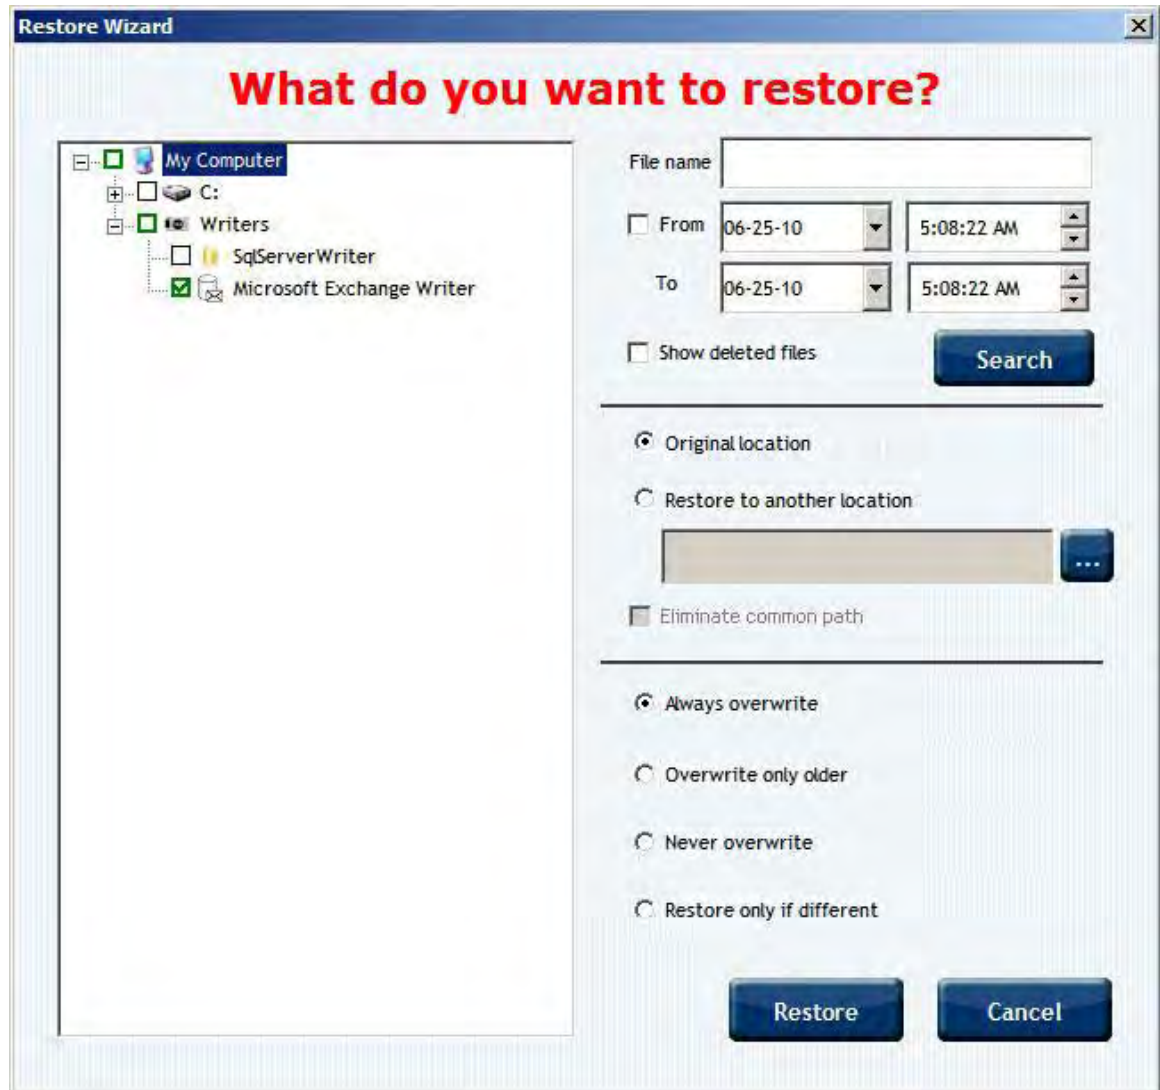 Restore Wizard
What do you want to restore?
My Computer
C:
Writers
SqlServerWriter
Microsoft Exchange Writer
File name
From 06-25-10 5:08:22 AM
To 06-25-10 5:08:22 AM
Show deleted files
Search
Original location
Restore to another location
...
Eliminate common path
Always overwrite
Overwrite only older
Never overwrite
Restore only if different
Restore Cancel